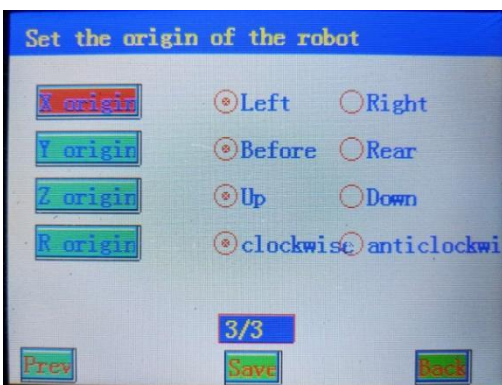 Set the origin of the robot
X origin Left Right
Y origin Before Rear
Z origin Up Down
R origin clockwise anticlockwi
3/3
Prev Save Back